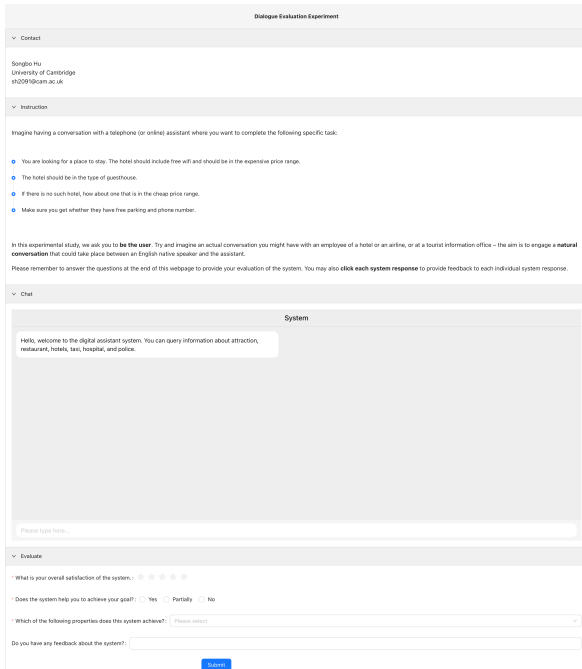 Dialogue Evaluation Experiment
Contact
Songbo Hu
University of Cambridge
sh2091@cam.ac.uk
Instruction
Imagine having a conversation with a telephone (or online) assistant where you want to complete the following specific task:
You are looking for a place to stay. The hotel should include free wifi and should be in the expensive price range.
The hotel should be in the type of guesthouse.
If there is no such hotel, how about one that is in the cheap price range.
Make sure you get whether they have free parking and phone number.
In this experimental study, we ask you to be the user. Try and imagine an actual conversation you might have with an employee of a hotel or an airline, or at a tourist information office – the aim is to engage a natural
conversation that could take place between an English native speaker and the assistant.
Please remember to answer the questions at the end of this webpage to provide your evaluation of the system. You may also click each system response to provide feedback to each individual system response.
Chat
System
Hello, welcome to the digital assistant system. You can query information about attraction,
restaurant, hotels, taxi, hospital, and police.
Please type here...
Evaluate
* What is your overall satisfaction of the system.:
* Does the system help you to achieve your goal?: Yes Partially No
* Which of the following properties does this system achieve?: Please select
Do you have any feedback about the system?:
Submit